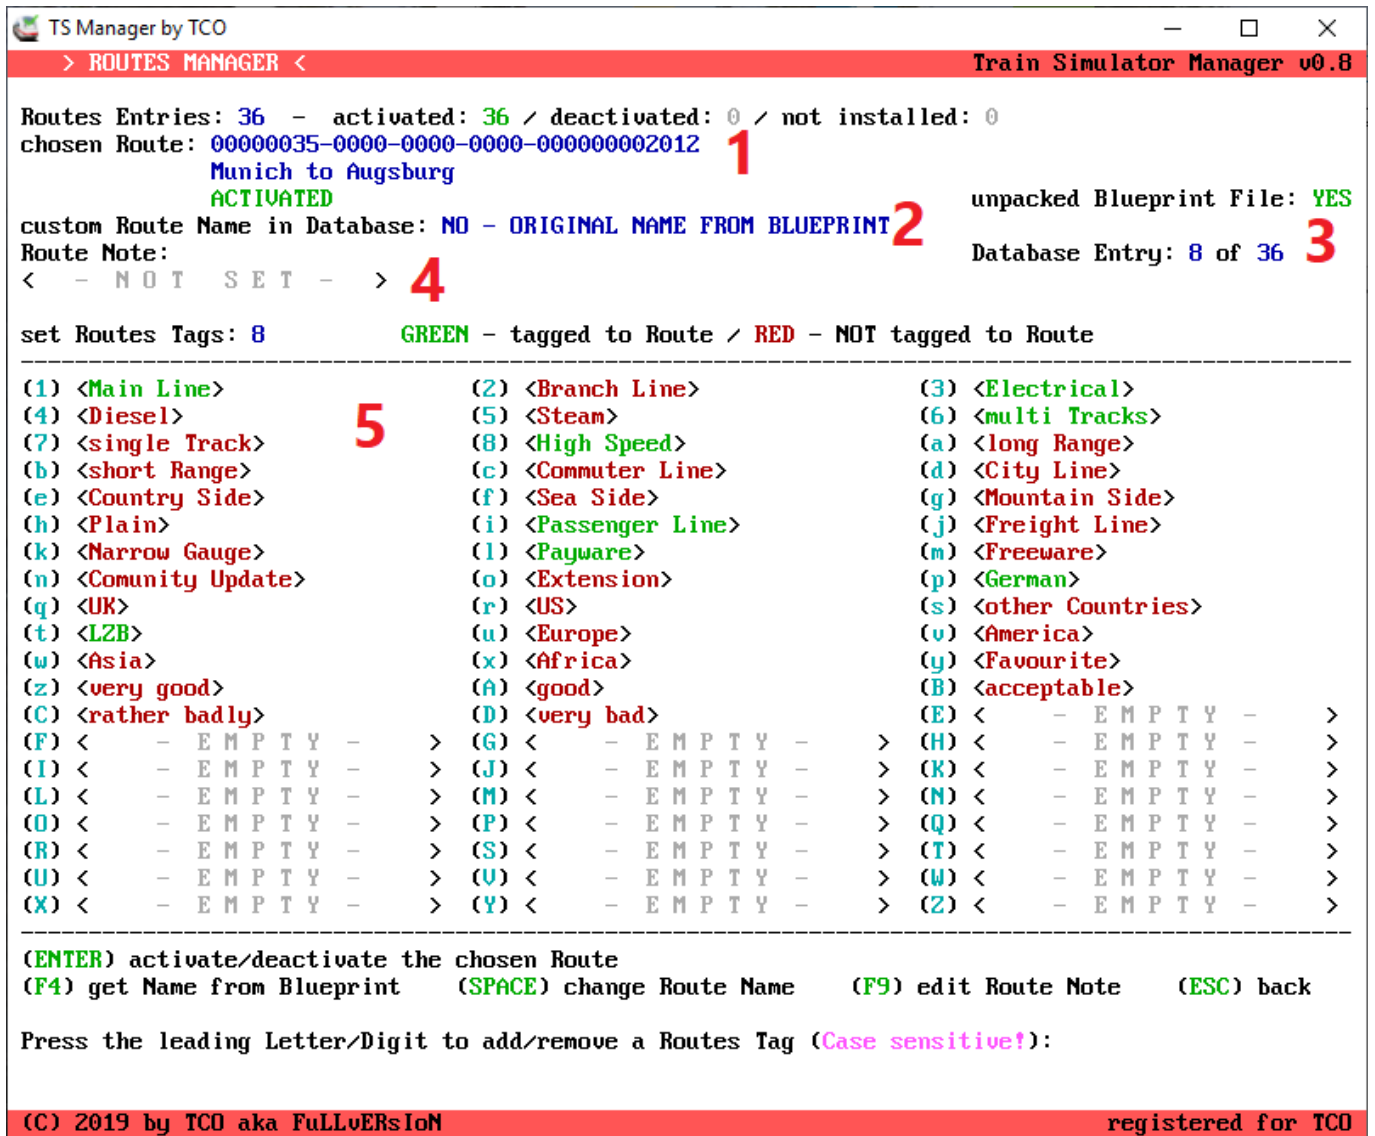 TS Manager by TCO
> ROUTES MANAGER < Train Simulator Manager v0.8
Routes Entries: 36 - activated: 36 / deactivated: 0 / not installed: 0
chosen Route: 00000035-0000-0000-0000-000000002012 1
Munich to Augsburg
ACTIVATED unpacked Blueprint File: YES
custom Route Name in Database: NO - ORIGINAL NAME FROM BLUEPRINT 2
Route Note: Database Entry: 8 of 36 3
< - N O T S E T - > 4
set Routes Tags: 8 GREEN - tagged to Route / RED - NOT tagged to Route
(1) <Main Line> (2) <Branch Line> (3) <Electrical>
(4) <Diesel> 5 (5) <Steam> (6) <multi Tracks>
(7) <single Track> (8) <High Speed> (a) <long Range>
(b) <short Range> (c) <Commuter Line> (d) <City Line>
(e) <Country Side> (f) <Sea Side> (g) <Mountain Side>
(h) <Plain> (i) <Passenger Line> (j) <Freight Line>
(k) <Narrow Gauge> (l) <Payware> (m) <Freeware>
(n) <Comunity Update> (o) <Extension> (p) <German>
(q) <UK> (r) <US> (s) <other Countries>
(t) <LZB> (u) <Europe> (v) <America>
(w) <Asia> (x) <Africa> (y) <Favourite>
(z) <very good> (A) <good> (B) <acceptable>
(C) <rather badly> (D) <very bad> (E) < - E M P T Y - >
(F) < - E M P T Y - > (G) < - E M P T Y - > (H) < - E M P T Y - >
(I) < - E M P T Y - > (J) < - E M P T Y - > (K) < - E M P T Y - >
(L) < - E M P T Y - > (M) < - E M P T Y - > (N) < - E M P T Y - >
(O) < - E M P T Y - > (P) < - E M P T Y - > (Q) < - E M P T Y - >
(R) < - E M P T Y - > (S) < - E M P T Y - > (T) < - E M P T Y - >
(U) < - E M P T Y - > (V) < - E M P T Y - > (W) < - E M P T Y - >
(X) < - E M P T Y - > (Y) < - E M P T Y - > (Z) < - E M P T Y - >
(ENTER) activate/deactivate the chosen Route
(F4) get Name from Blueprint (SPACE) change Route Name (F9) edit Route Note (ESC) back
Press the leading Letter/Digit to add/remove a Routes Tag (Case sensitive!):
(C) 2019 by TCO aka FuLLvERsIoN registered for TCO